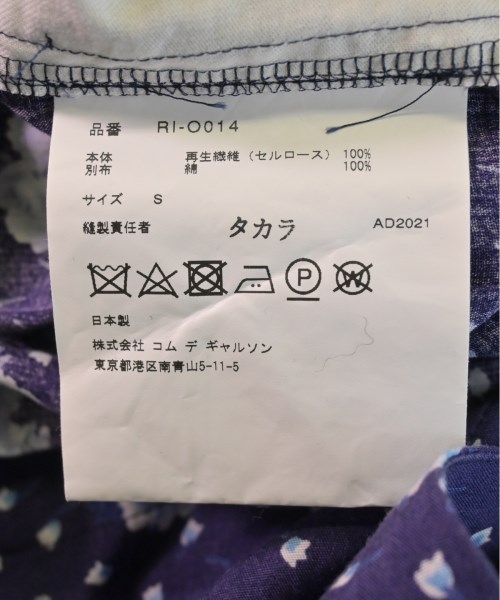 品番 RI-O014
本体 再生繊維（セルロース） 100%
別布 綿 100%
サイズ S
縫製責任者 タカラ AD2021
P W
日本製
株式会社 コム デ ギャルソン
東京都港区南青山5-11-5